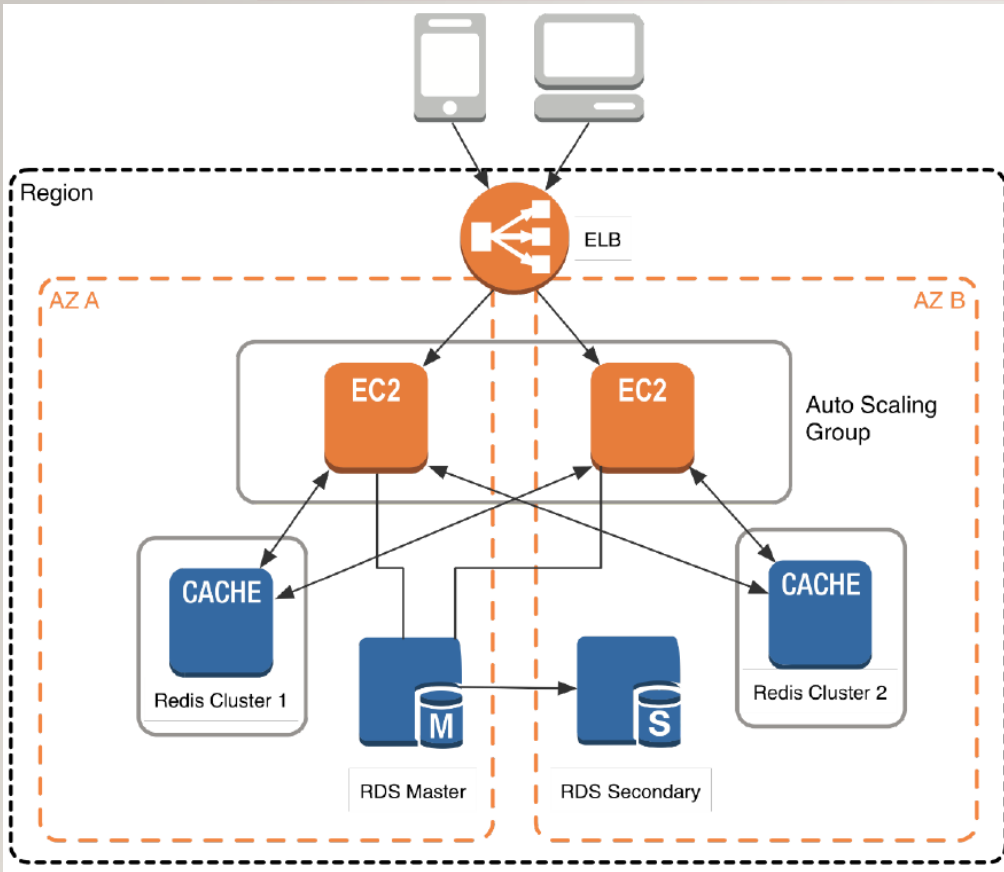 Region
ELB
AZ A
AZ B
EC2
EC2
Auto Scaling
Group
CACHE
CACHE
Redis Cluster 1
Redis Cluster 2
M
S
RDS Master
RDS Secondary